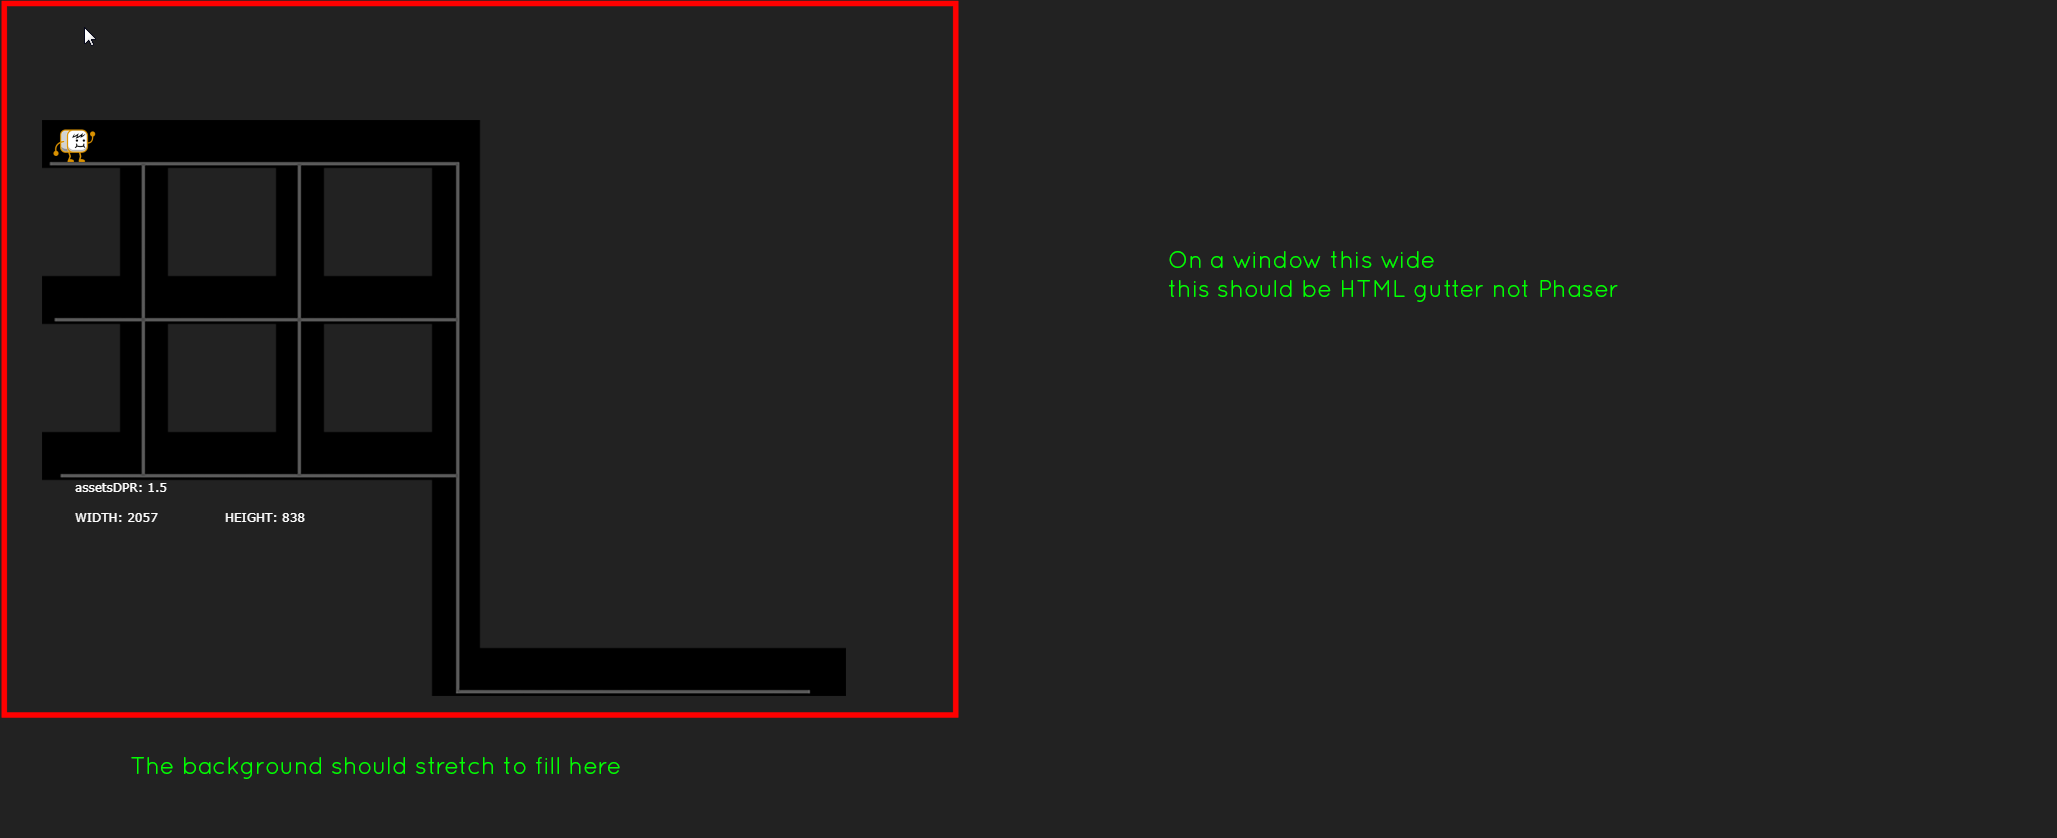 On a window this wide
this should be HTML gutter not Phaser
assetsDPR: 1.5
WIDTH: 2057 HEIGHT: 838
The background should stretch to fill here